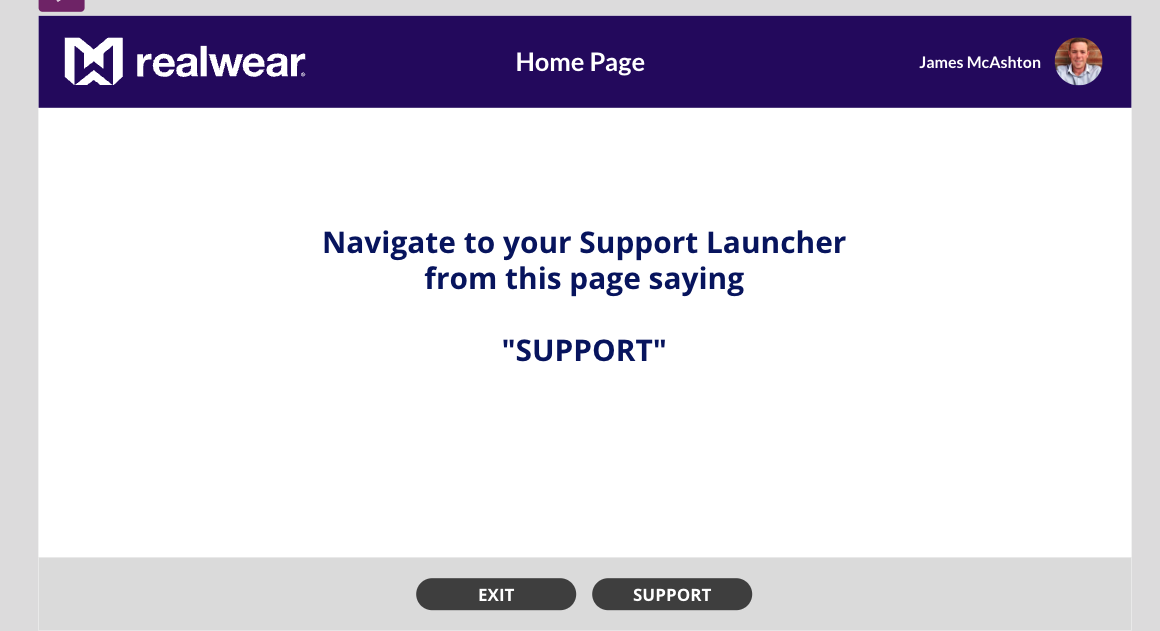 realwear
Home Page
James McAshton
Navigate to your Support Launcher
from this page saying
"SUPPORT"
EXIT
SUPPORT